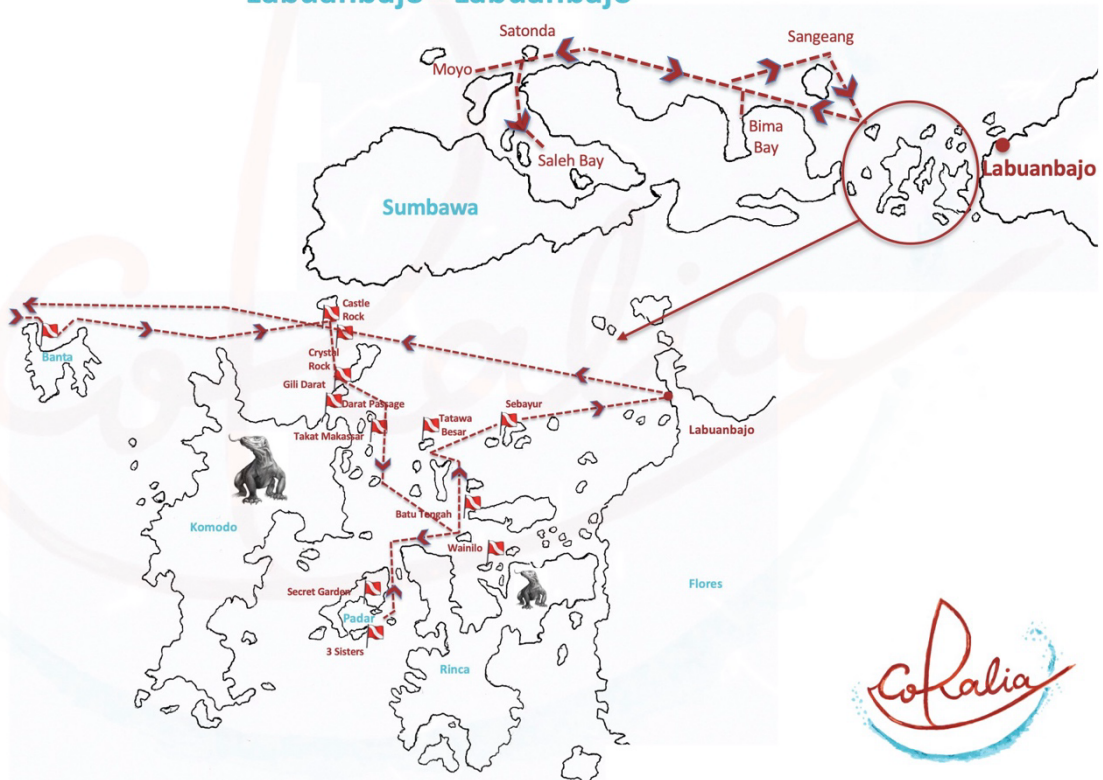 Labuanbajo - Labuanbajo
Satonda
Sangeang
Moyo
Bima
Bay
Saleh Bay
Labuanbajo
Sumbawa
Castle
Rock
Banta
Crystal
Rock
Gili Darat
Darat Passage
Sebayur
Tatawa
Besar
Takat Makassar
Labuanbajo
Batu Tengah
Komodo
Wainilo
Flores
Secret Garden
Padar
3 Sisters
Rinca
CoRalia